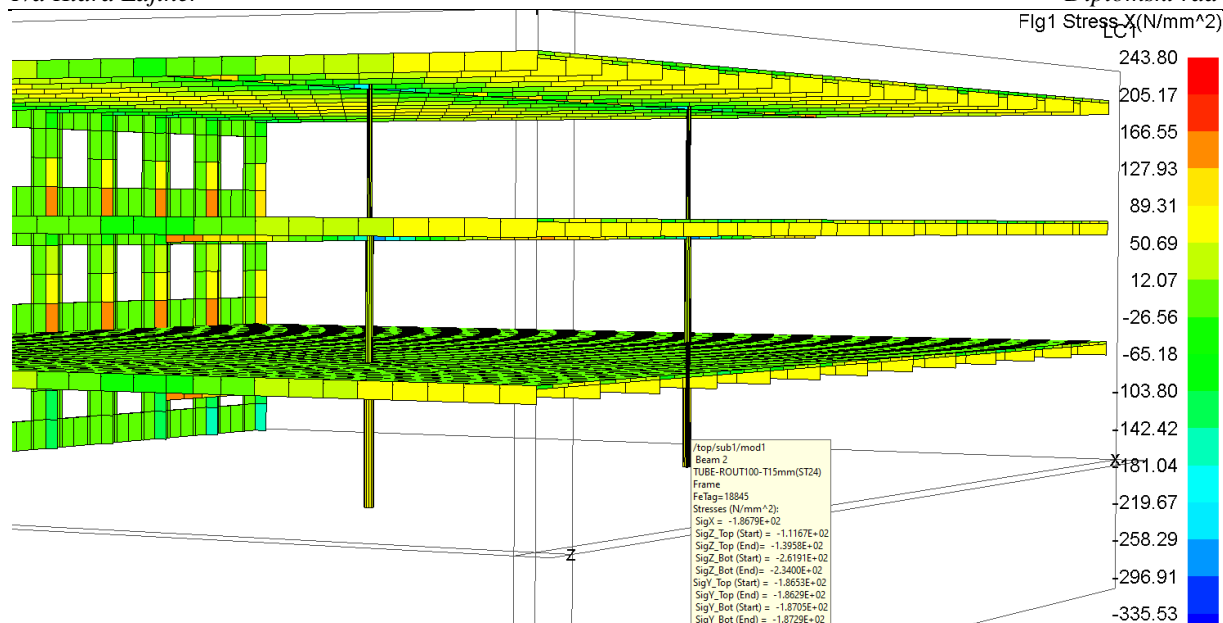 Flg1 Stress X(N/mm^2)
LC1
243.80
205.17
166.55
127.93
89.31
50.69
12.07
-26.56
-65.18
-103.80
-142.42
-181.04
-219.67
-258.29
-296.91
-335.53
X
Z
/top/sub1/mod1
Beam 2
TUBE-ROUT100-T15mm(ST24)
Frame
FeTag=18845
Stresses (N/mm^2):
SigX = -1.8679E+02
SigZ_Top (Start) = -1.1167E+02
SigZ_Top (End)= -1.3958E+02
SigZ_Bot (Start) = -2.6191E+02
SigZ_Bot (End)= -2.3400E+02
SigY_Top (Start) = -1.8653E+02
SigY_Top (End) = -1.8629E+02
SigY_Bot (Start) = -1.8705E+02
SigY_Bot (End) = -1.8729E+02